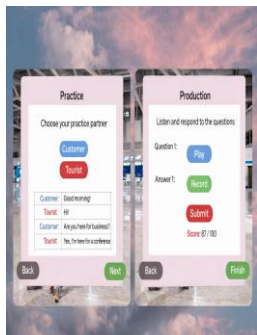 Practice
Choose your practice partner
Customer
Tourist
Customer: Good morning!
Tourist: Hi!
Customer: Are you here for business?
Tourist: Yes, I'm here for a conference.
Back
Next
Production
Listen and respond to the questions
Question 1:
Play
Answer 1:
Record
Submit
Score: 87 / 100
Back
Finish